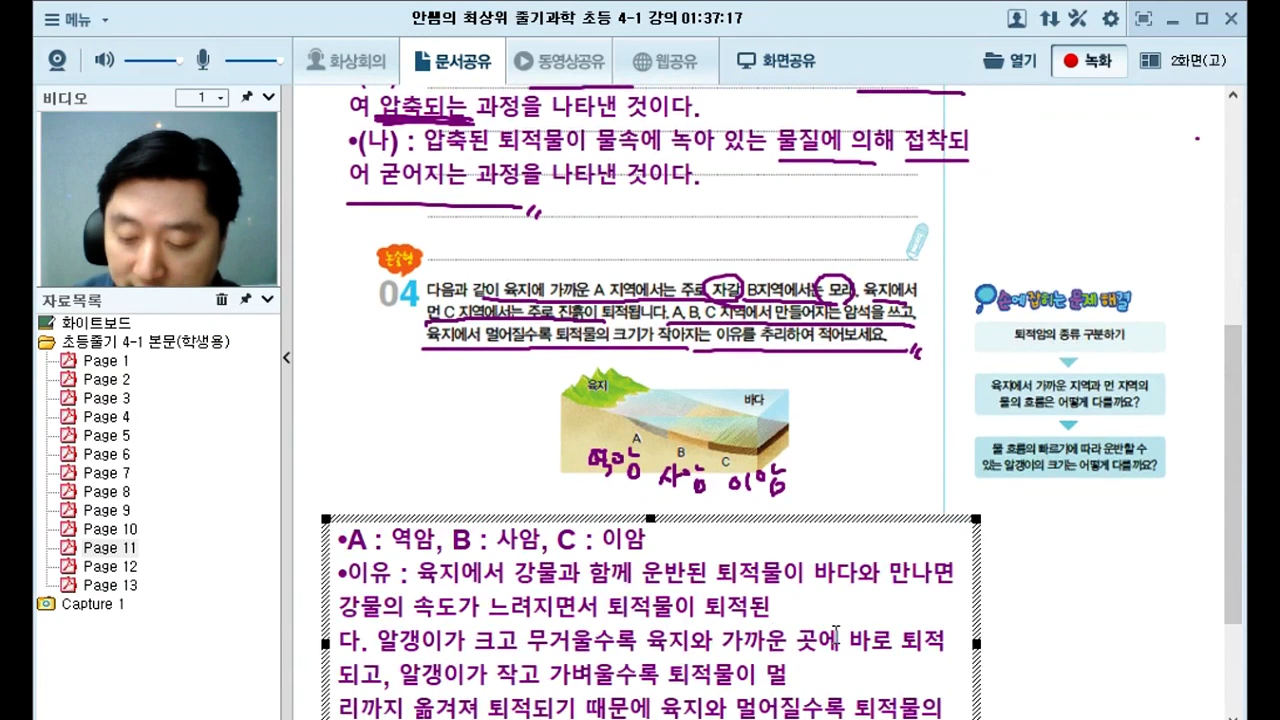 메뉴
안쌤의 최상위 줄기과학 초등 4-1 강의 01:37:17
화상회의
문서공유
동영상공유
웹공유
화면공유
열기
녹화
2화면(고)
비디오
1
자료목록
화이트보드
초등줄기 4-1 본문(학생용)
Page 1
Page 2
Page 3
Page 4
Page 5
Page 6
Page 7
Page 8
Page 9
Page 10
Page 11
Page 12
Page 13
Capture 1
여 압축되는 과정을 나타낸 것이다.
•(나) : 압축된 퇴적물이 물속에 녹아 있는 물질에 의해 접착되
어 굳어지는 과정을 나타낸 것이다.
논술형
04
다음과 같이 육지에 가까운 A 지역에서는 주로 자갈, B지역에서는 모래, 육지에서
먼 C 지역에서는 주로 진흙이 퇴적됩니다. A, B, C 지역에서 만들어지는 암석을 쓰고,
육지에서 멀어질수록 퇴적물의 크기가 작아지는 이유를 추리하여 적어보세요.
육지
바다
A
B
C
역암
사암
이암
손에 잡히는 문제 해결
퇴적암의 종류 구분하기
육지에서 가까운 지역과 먼 지역의
물의 흐름은 어떻게 다를까요?
물 흐름의 빠르기에 따라 운반할 수
있는 알갱이의 크기는 어떻게 다를까요?
•A : 역암, B : 사암, C : 이암
•이유 : 육지에서 강물과 함께 운반된 퇴적물이 바다와 만나면
강물의 속도가 느려지면서 퇴적물이 퇴적된
다. 알갱이가 크고 무거울수록 육지와 가까운 곳에 바로 퇴적
되고, 알갱이가 작고 가벼울수록 퇴적물이 멀
리까지 옮겨져 퇴적되기 때문에 육지와 멀어질수록 퇴적물의